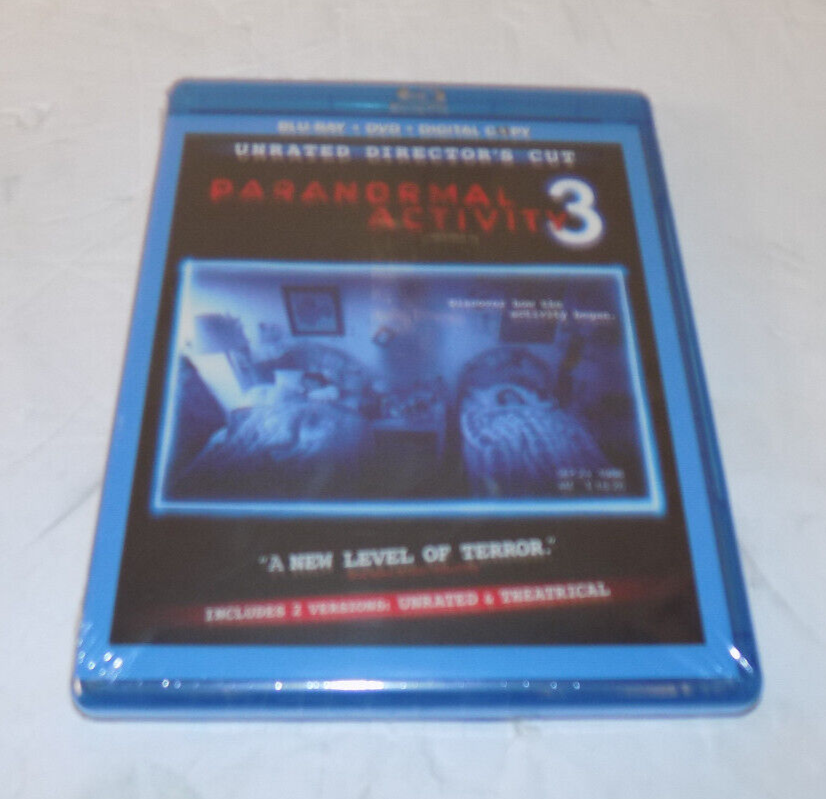 BLU-RAY + DVD + DIGITAL COPY
UNRATED DIRECTOR'S CUT
PARANORMAL
ACTIVITY 3
Discover how the
activity began.
"A NEW LEVEL OF TERROR."
INCLUDES 2 VERSIONS: UNRATED & THEATRICAL